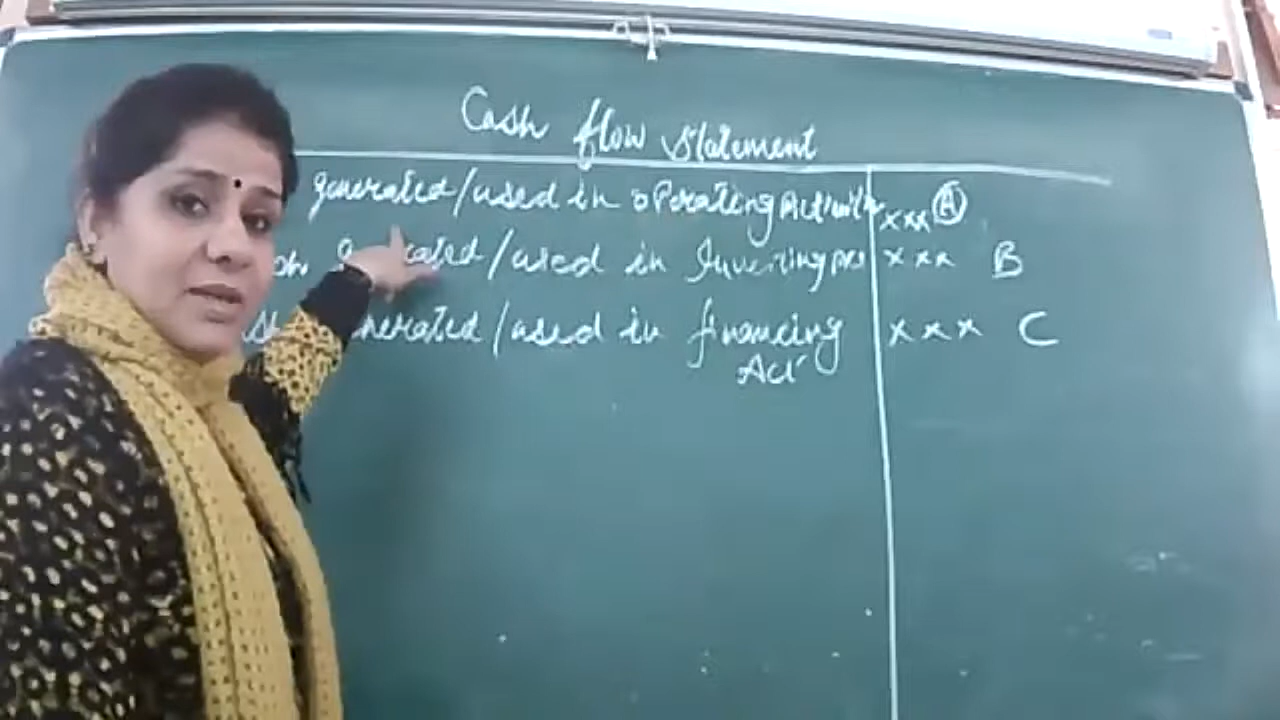 Cash flow Statement
generated/used in operating Activities xxx A
generated/used in Investing xxx B
generated/used in financing xxx C
Act